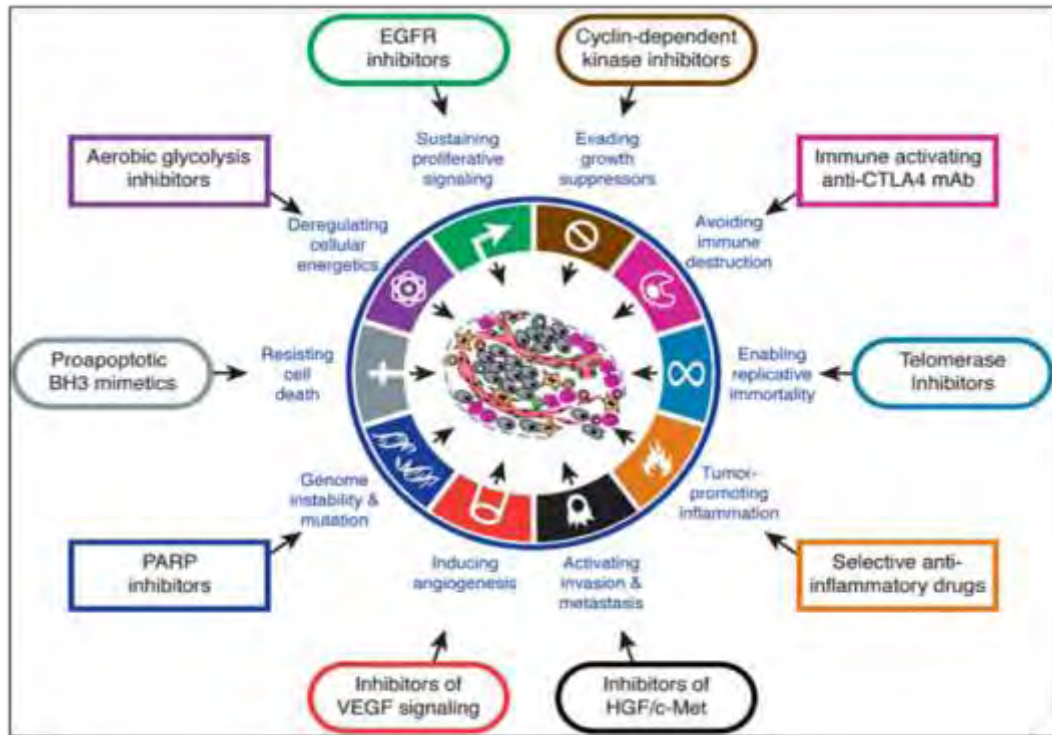 EGFR
inhibitors
Cyclin-dependent
kinase inhibitors
Sustaining
proliferative
signaling
Evading
growth
suppressors
Aerobic glycolysis
inhibitors
Immune activating
anti-CTLA4 mAb
Deregulating
cellular
energetics
Avoiding
immune
destruction
Proapoptotic
BH3 mimetics
Resisting
cell
death
Enabling
replicative
immortality
Telomerase
Inhibitors
Genome
instability &
mutation
Tumor-
promoting
inflammation
PARP
inhibitors
Inducing
angiogenesis
Activating
invasion &
metastasis
Selective anti-
inflammatory drugs
Inhibitors of
VEGF signaling
Inhibitors of
HGF/c-Met